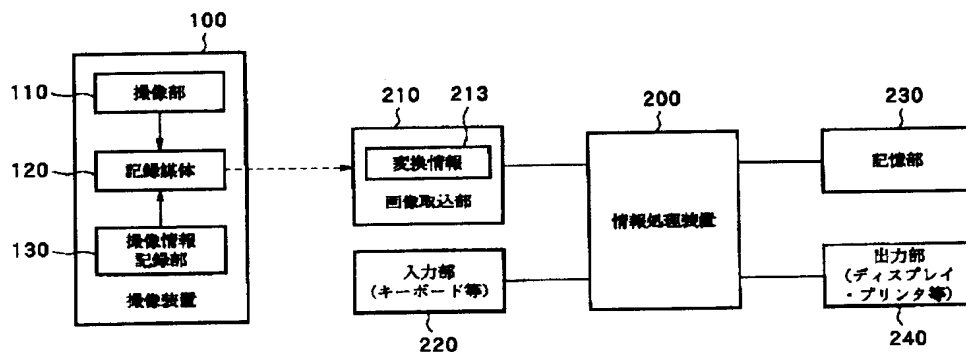 100
110
撮像部
120
記録媒体
130
撮像情報
記録部
撮像装置
210
213
変換情報
画像取込部
入力部
(キーボード等)
220
200
情報処理装置
230
記憶部
出力部
(ディスプレイ
・プリンタ等)
240